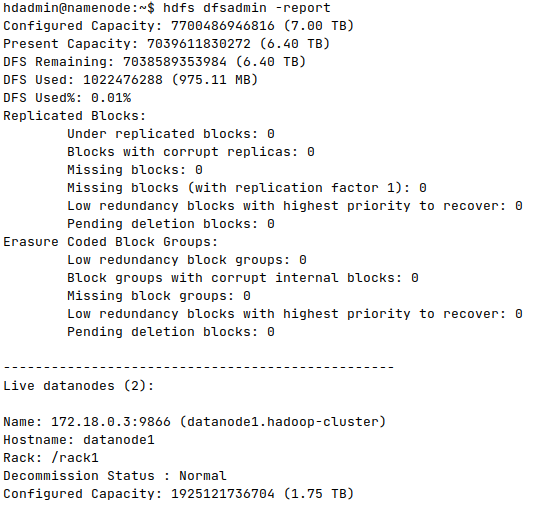 hdadmin@namenode:~$ hdfs dfsadmin -report
Configured Capacity: 7700486946816 (7.00 TB)
Present Capacity: 7039611830272 (6.40 TB)
DFS Remaining: 7038589353984 (6.40 TB)
DFS Used: 1022476288 (975.11 MB)
DFS Used%: 0.01%
Replicated Blocks:
        Under replicated blocks: 0
        Blocks with corrupt replicas: 0
        Missing blocks: 0
        Missing blocks (with replication factor 1): 0
        Low redundancy blocks with highest priority to recover: 0
        Pending deletion blocks: 0
Erasure Coded Block Groups:
        Low redundancy block groups: 0
        Block groups with corrupt internal blocks: 0
        Missing block groups: 0
        Low redundancy blocks with highest priority to recover: 0
        Pending deletion blocks: 0

-------------------------------------------------
Live datanodes (2):

Name: 172.18.0.3:9866 (datanode1.hadoop-cluster)
Hostname: datanode1
Rack: /rack1
Decommission Status : Normal
Configured Capacity: 1925121736704 (1.75 TB)